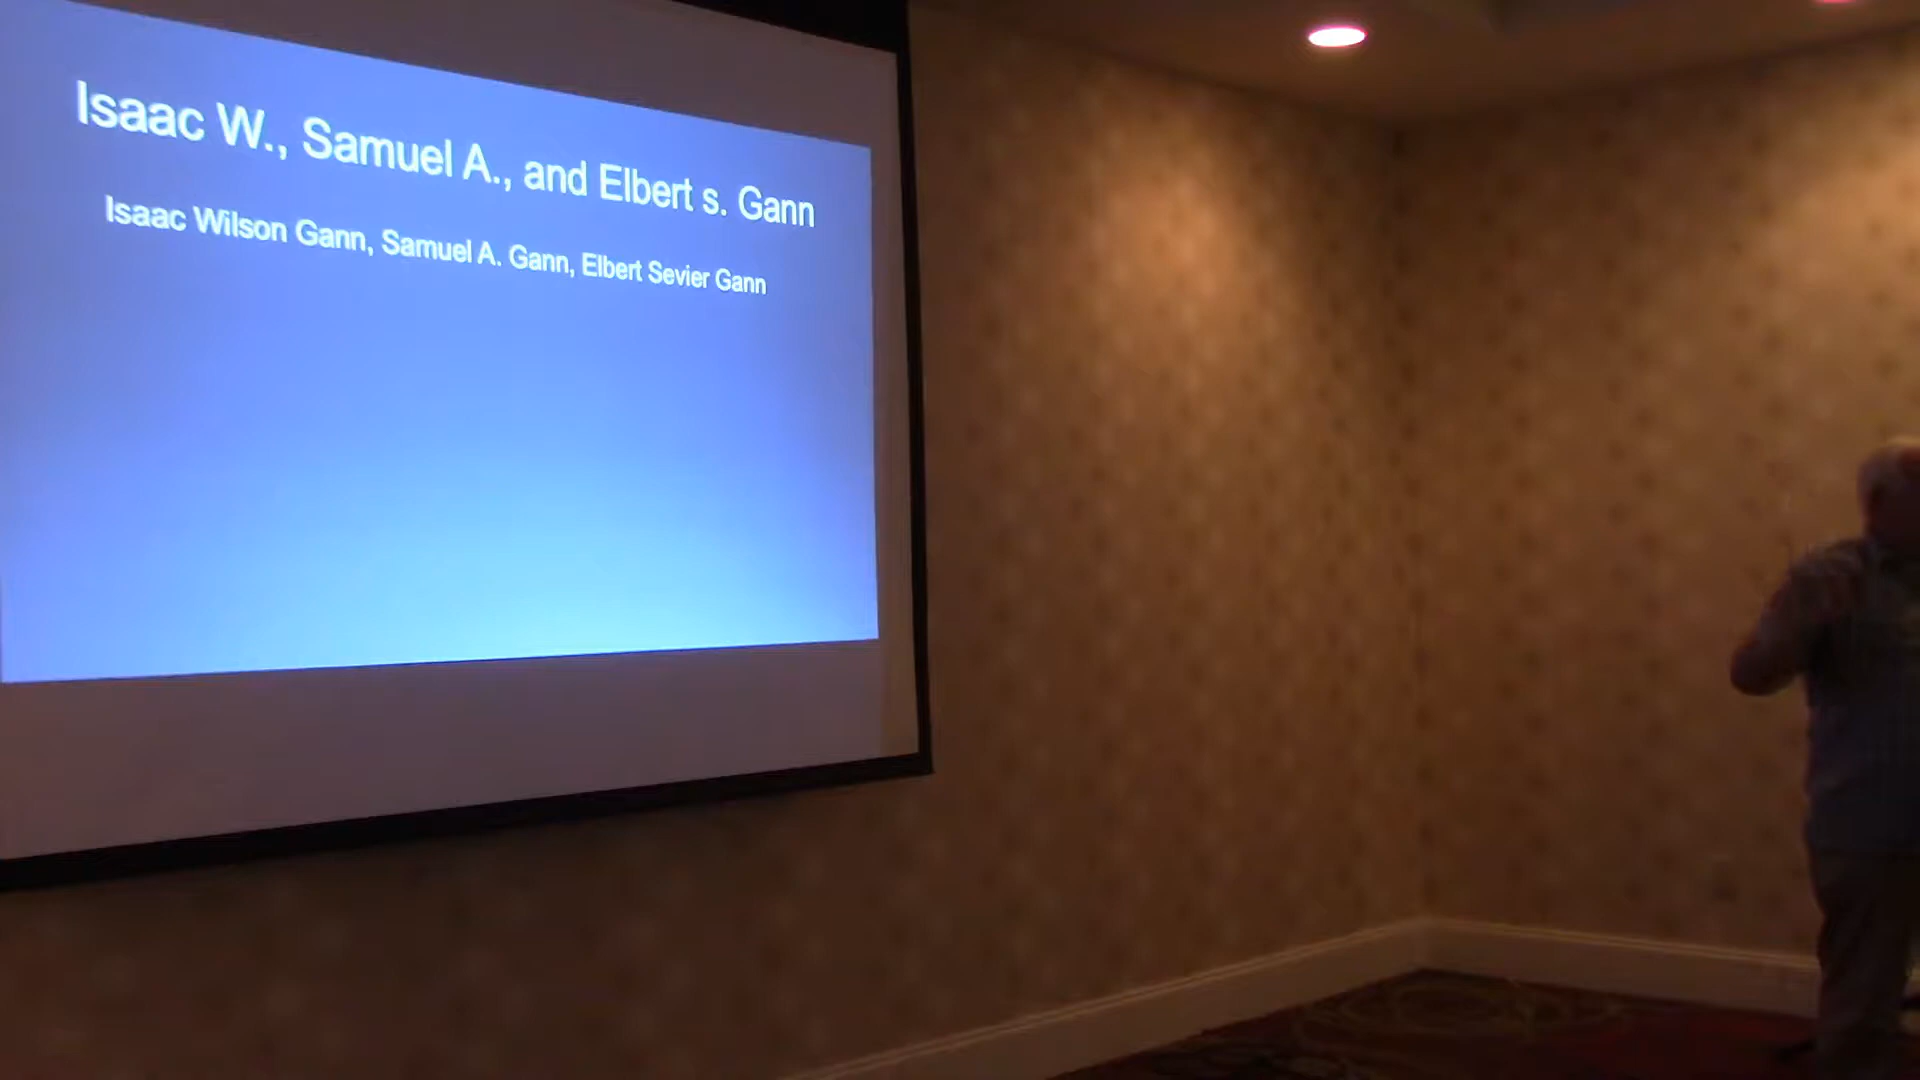 Isaac W., Samuel A., and Elbert s. Gann
Isaac Wilson Gann, Samuel A. Gann, Elbert Sevier Gann